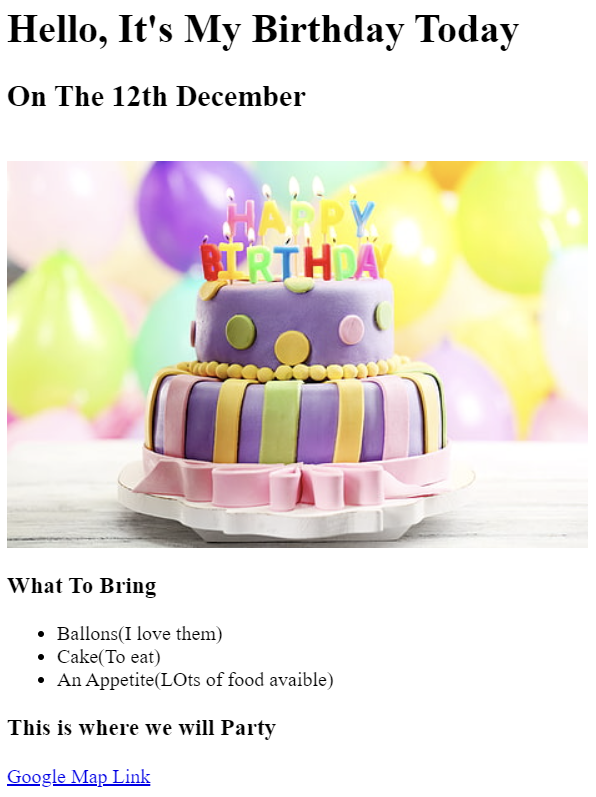 Hello, It's My Birthday Today
On The 12th December
HAPPY
BIRTHDAY
What To Bring
Ballons(I love them)
Cake(To eat)
An Appetite(LOts of food avaible)
This is where we will Party
Google Map Link